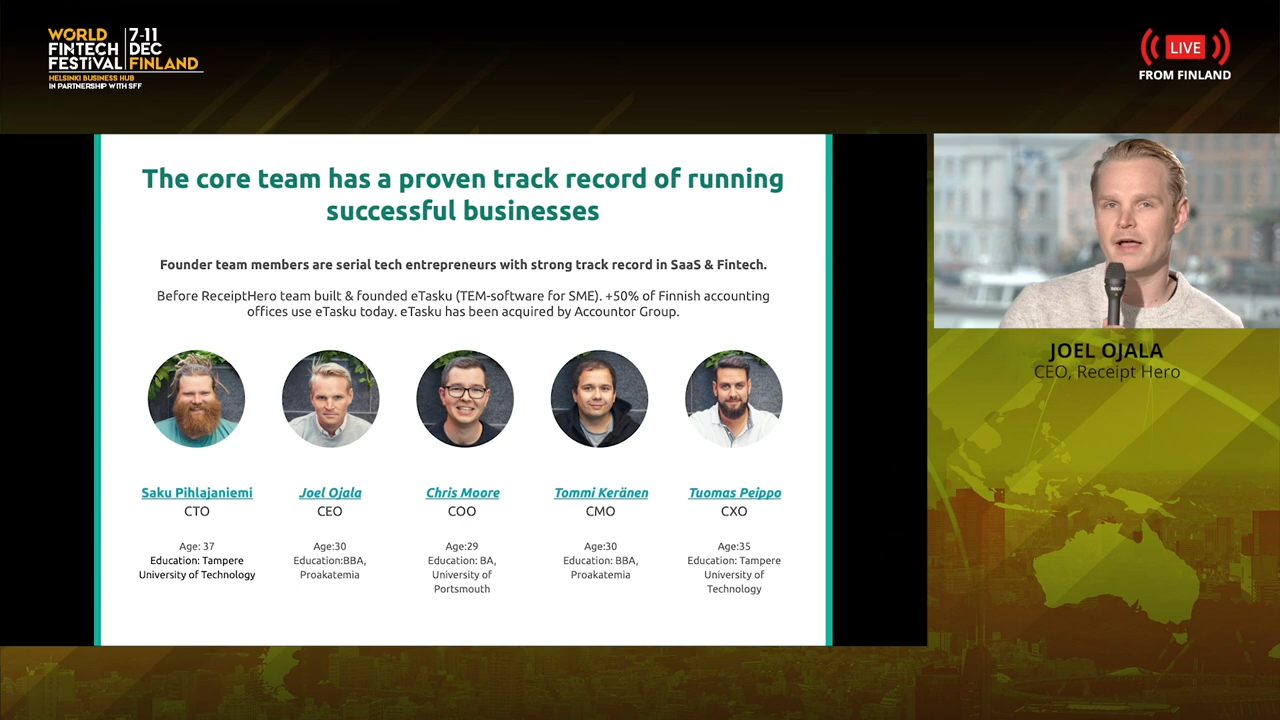 WORLD
FINTECH
FESTIVAL
7-11
DEC
FINLAND
HELSINKI BUSINESS HUB
IN PARTNERSHIP WITH SFF
LIVE
FROM FINLAND
The core team has a proven track record of running
successful businesses
Founder team members are serial tech entrepreneurs with strong track record in SaaS & Fintech.
Before ReceiptHero team built & founded eTasku (TEM-software for SME). +50% of Finnish accounting
offices use eTasku today. eTasku has been acquired by Accountor Group.
Saku Pihlajaniemi
CTO
Age: 37
Education: Tampere
University of Technology
Joel Ojala
CEO
Age:30
Education:BBA,
Proakatemia
Chris Moore
COO
Age:29
Education: BA,
University of
Portsmouth
Tommi Keränen
CMO
Age:30
Education: BBA,
Proakatemia
Tuomas Peippo
CXO
Age:35
Education: Tampere
University of
Technology
JOEL OJALA
CEO, Receipt Hero